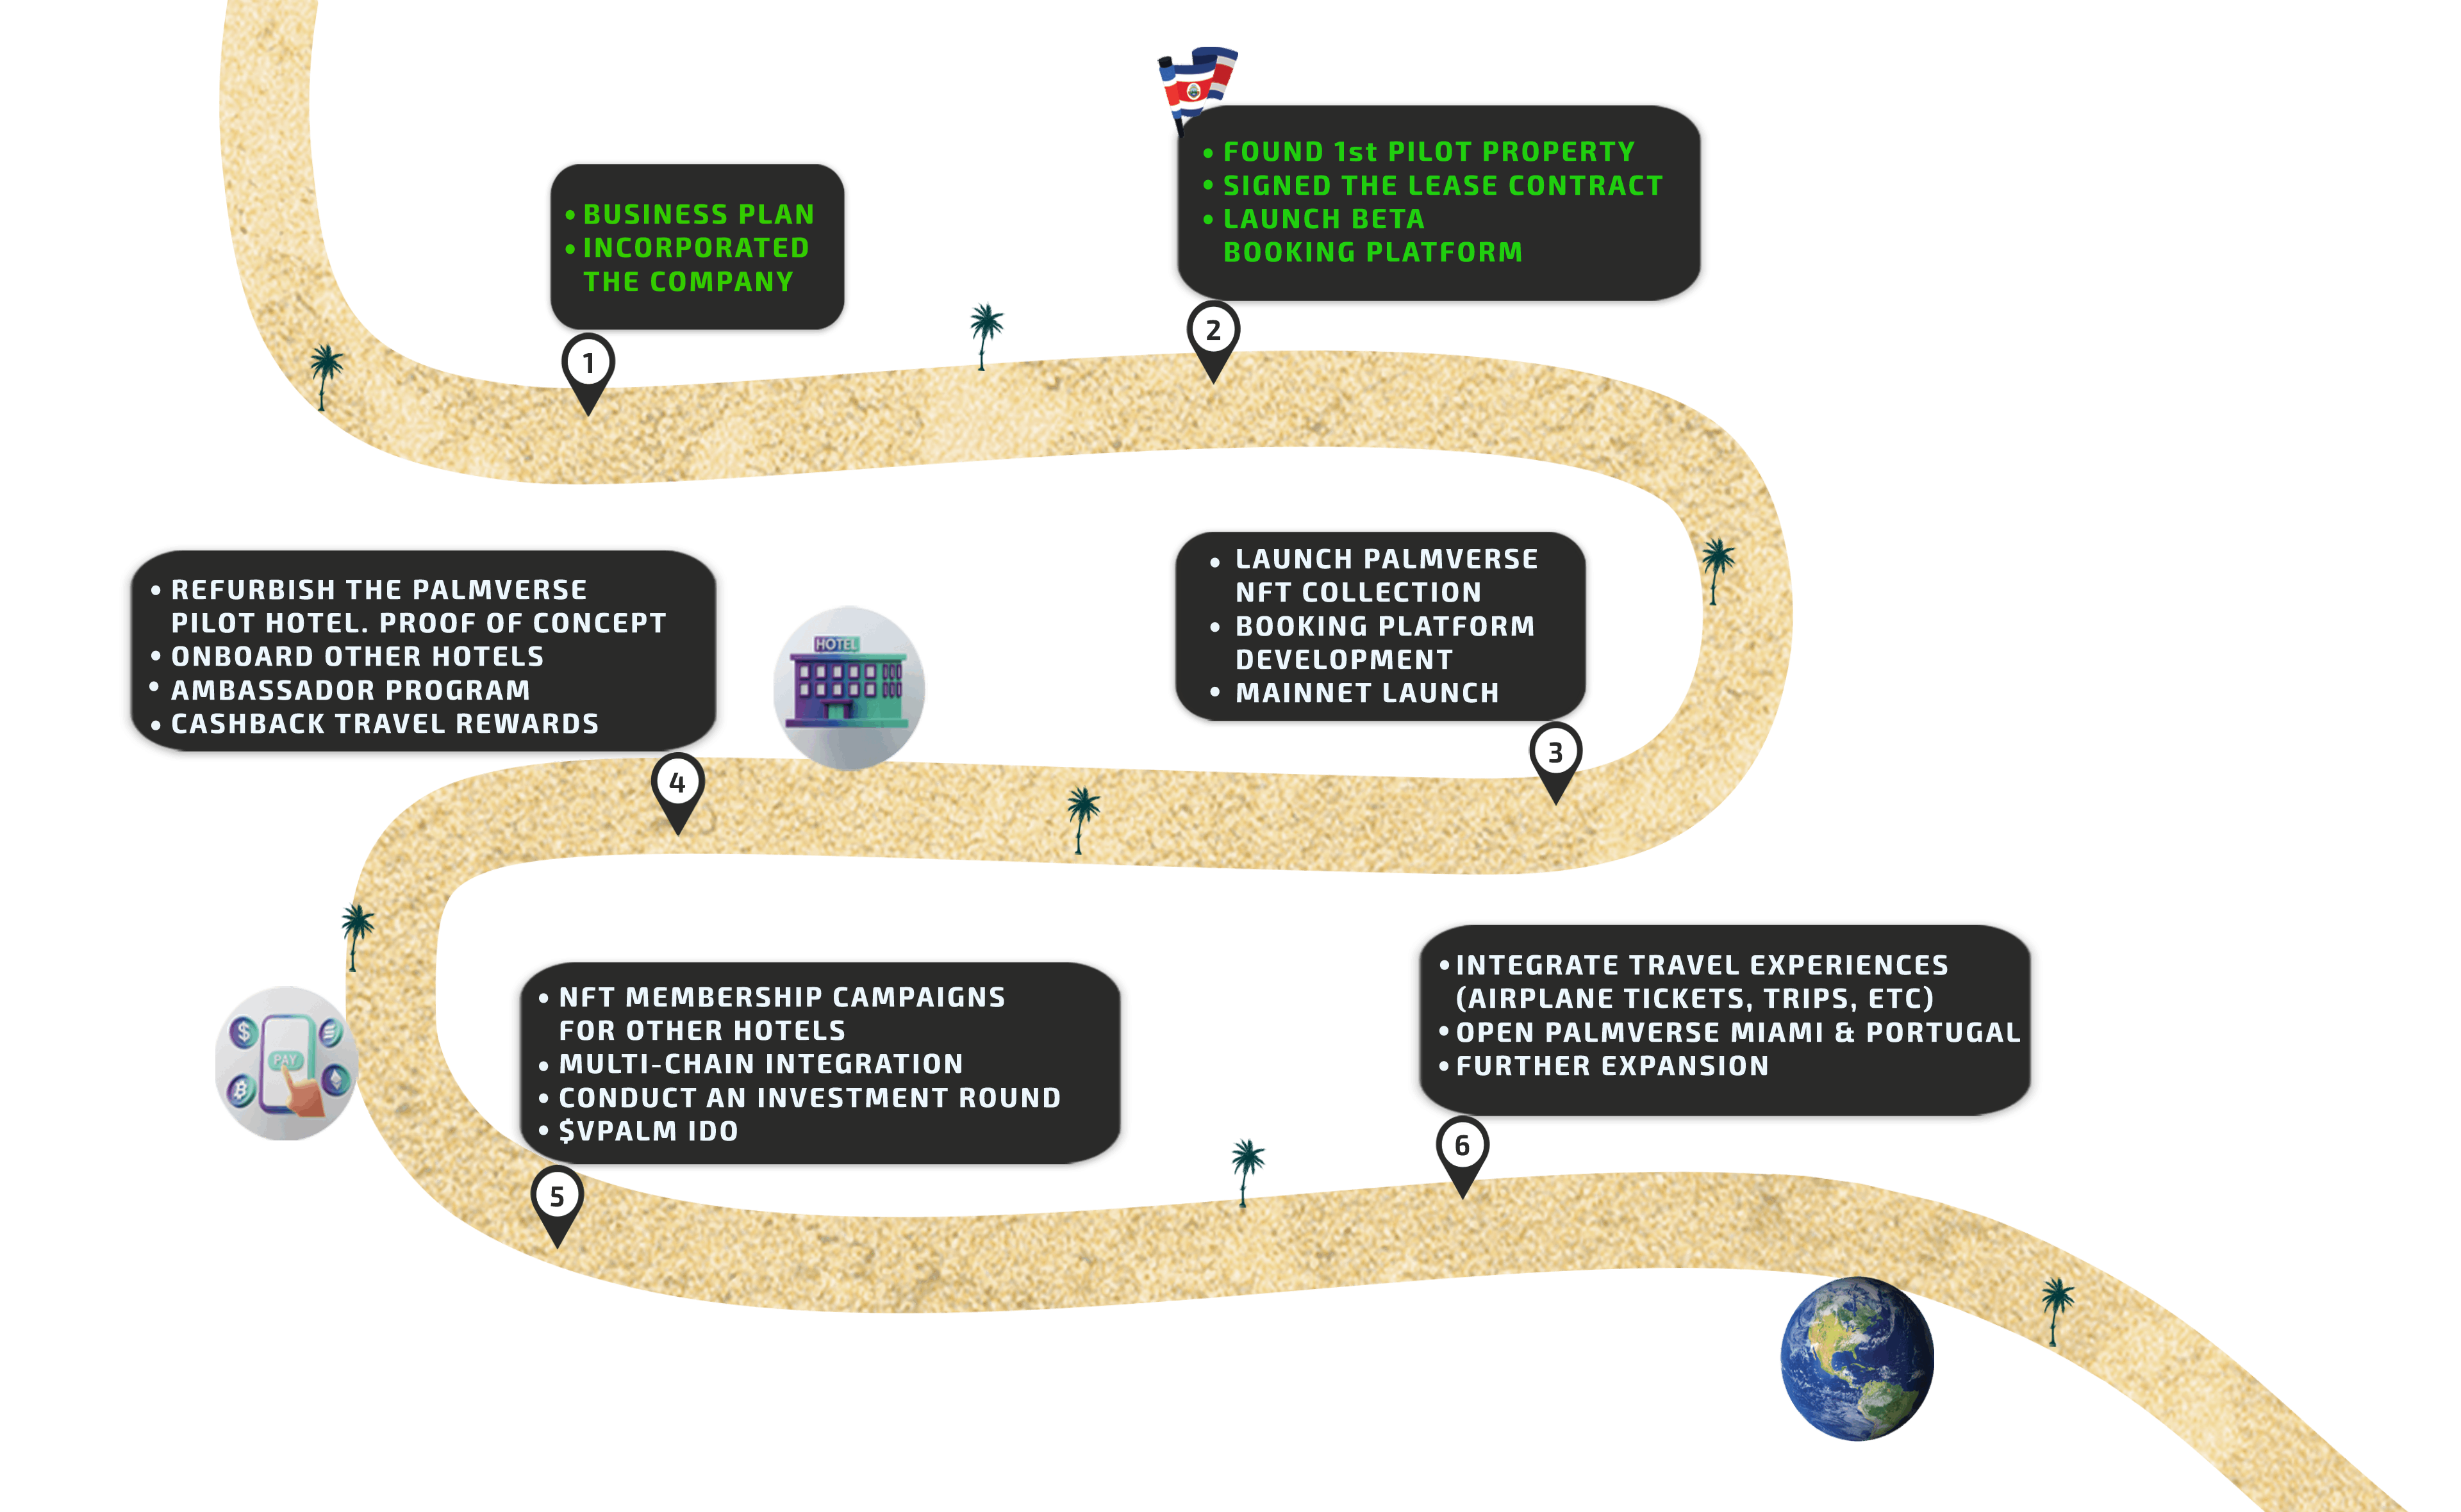 • BUSINESS PLAN
• INCORPORATED
THE COMPANY
1
• FOUND 1st PILOT PROPERTY
• SIGNED THE LEASE CONTRACT
• LAUNCH BETA
BOOKING PLATFORM
2
• LAUNCH PALMVERSE
NFT COLLECTION
• BOOKING PLATFORM
DEVELOPMENT
• MAINNET LAUNCH
3
• REFURBISH THE PALMVERSE
PILOT HOTEL. PROOF OF CONCEPT
• ONBOARD OTHER HOTELS
• AMBASSADOR PROGRAM
• CASHBACK TRAVEL REWARDS
4
HOTEL
$
PAY
• NFT MEMBERSHIP CAMPAIGNS
FOR OTHER HOTELS
• MULTI-CHAIN INTEGRATION
• CONDUCT AN INVESTMENT ROUND
• $VPALM IDO
5
• INTEGRATE TRAVEL EXPERIENCES
(AIRPLANE TICKETS, TRIPS, ETC)
• OPEN PALMVERSE MIAMI & PORTUGAL
• FURTHER EXPANSION
6